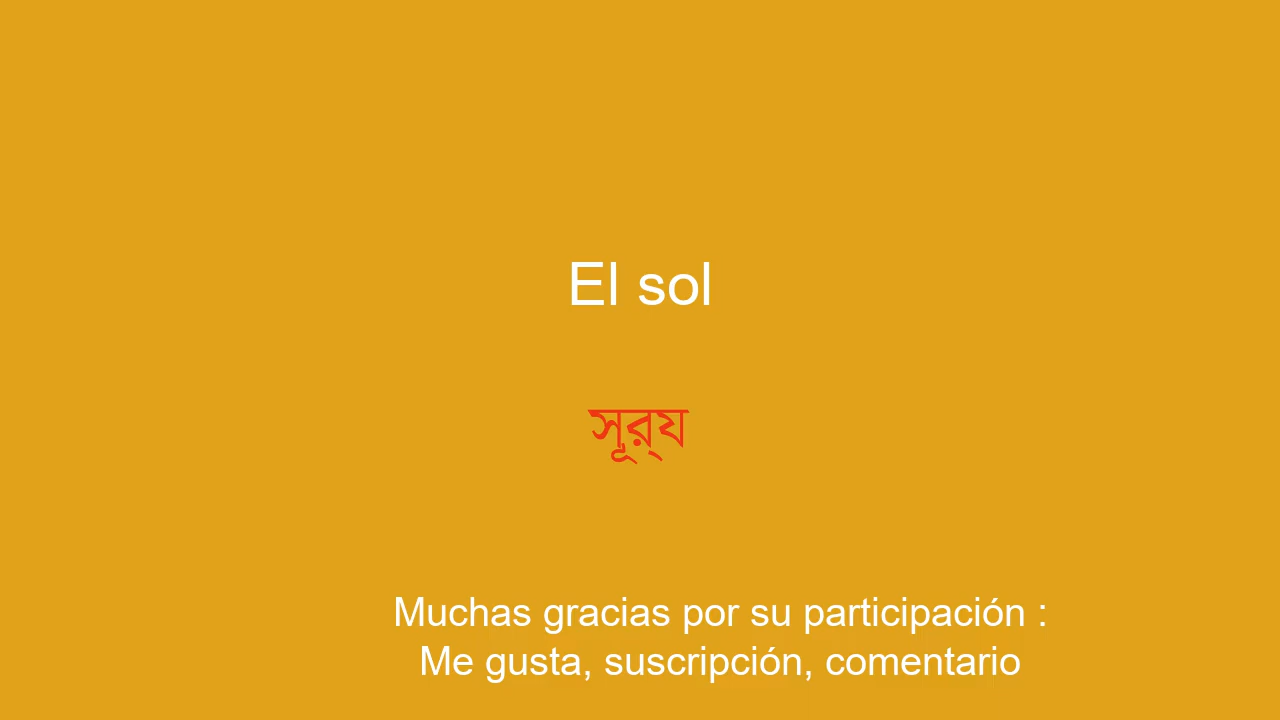 El sol
সূর্য
Muchas gracias por su participación :
Me gusta, suscripción, comentario